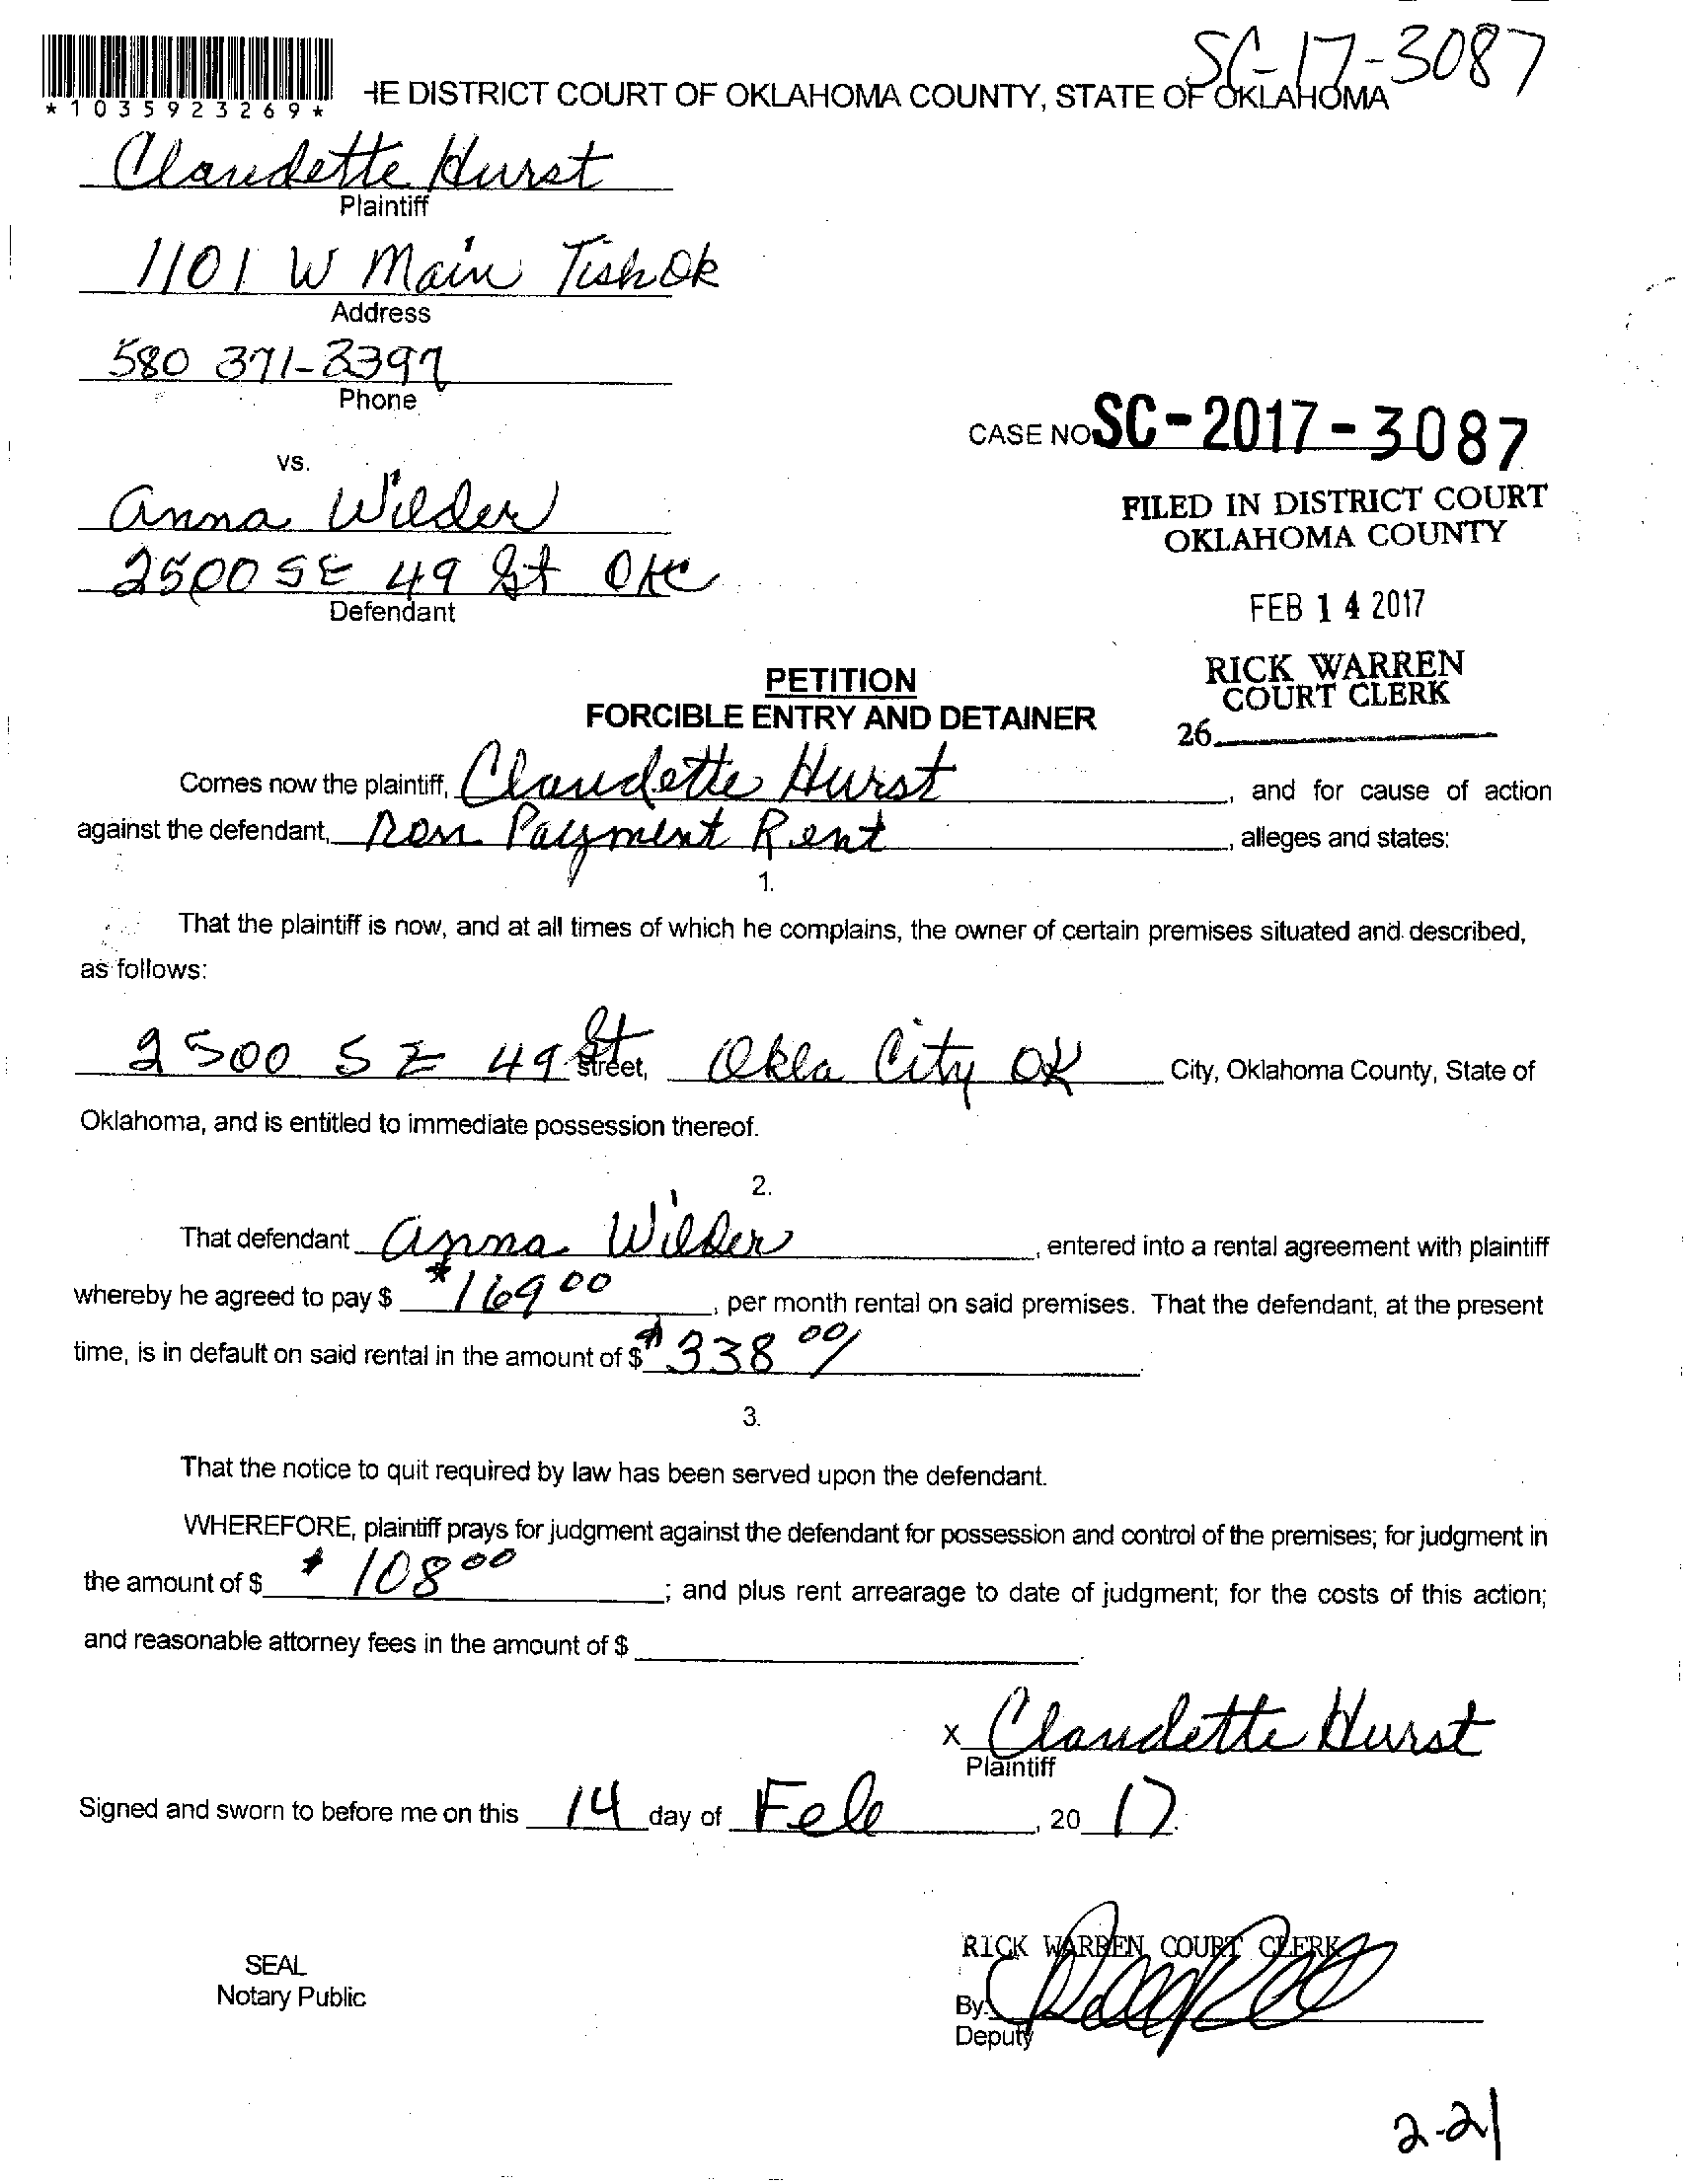 SC-17-3087
*1035923269*
HE DISTRICT COURT OF OKLAHOMA COUNTY, STATE OF OKLAHOMA
Claudette Hurst
Plaintiff
1101 W Main Tish Ok
Address
580 371-2397
Phone
CASE NO SC-2017-3087
vs.
Anna Wilder
FILED IN DISTRICT COURT
OKLAHOMA COUNTY
2500 SE 49 St OKC
Defendant
FEB 14 2017
RICK WARREN
COURT CLERK
26
PETITION
FORCIBLE ENTRY AND DETAINER
Comes now the plaintiff, Claudette Hurst, and for cause of action
against the defendant, Non Payment Rent, alleges and states:
1.
That the plaintiff is now, and at all times of which he complains, the owner of certain premises situated and described,
as follows:
2500 SE 49 St Street, Okla City OK City, Oklahoma County, State of
Oklahoma, and is entitled to immediate possession thereof.
2.
That defendant Anna Wilder, entered into a rental agreement with plaintiff
whereby he agreed to pay $ $169 00, per month rental on said premises. That the defendant, at the present
time, is in default on said rental in the amount of $ $338 00/.
3.
That the notice to quit required by law has been served upon the defendant.
WHEREFORE, plaintiff prays for judgment against the defendant for possession and control of the premises; for judgment in
the amount of $ $108 00; and plus rent arrearage to date of judgment; for the costs of this action;
and reasonable attorney fees in the amount of $ .
X Claudette Hurst
Plaintiff
Signed and sworn to before me on this 14 day of Feb, 20 17.
SEAL
Notary Public
RICK WARREN, COURT CLERK
By:
Deputy
2-21